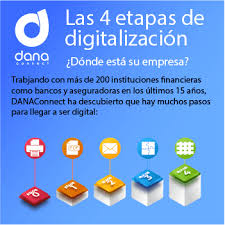 dana
connect
Las 4 etapas de
digitalización
¿Dónde está su empresa?
Trabajando con más de 200 instituciones financieras
como bancos y aseguradoras en los últimos 15 años,
DANAConnect ha descubierto que hay muchos pasos
para llegar a ser digital: